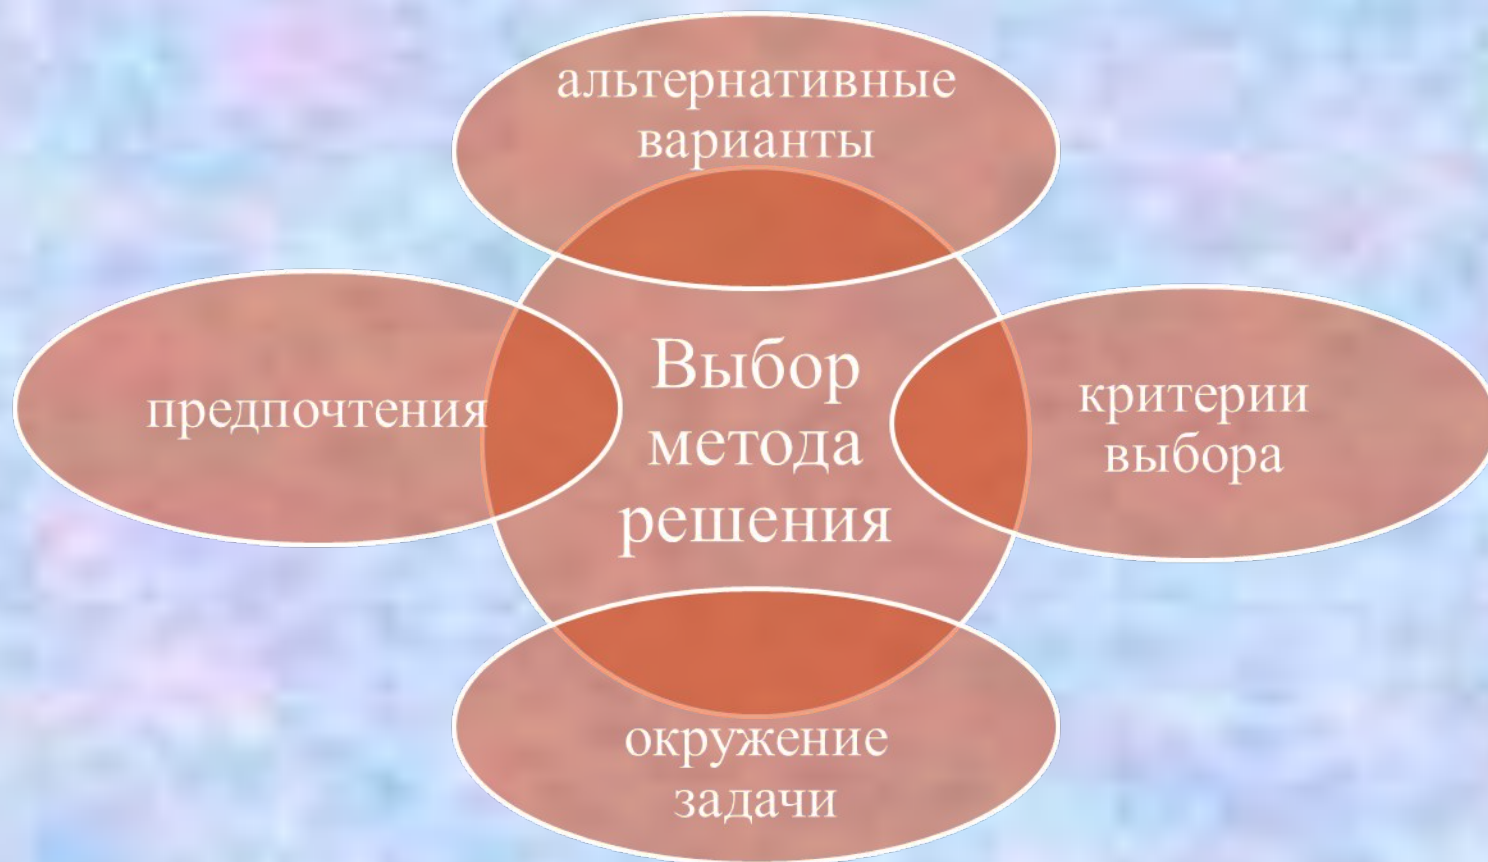 альтернативные
варианты
предпочтения
Выбор
метода
решения
критерии
выбора
окружение
задачи